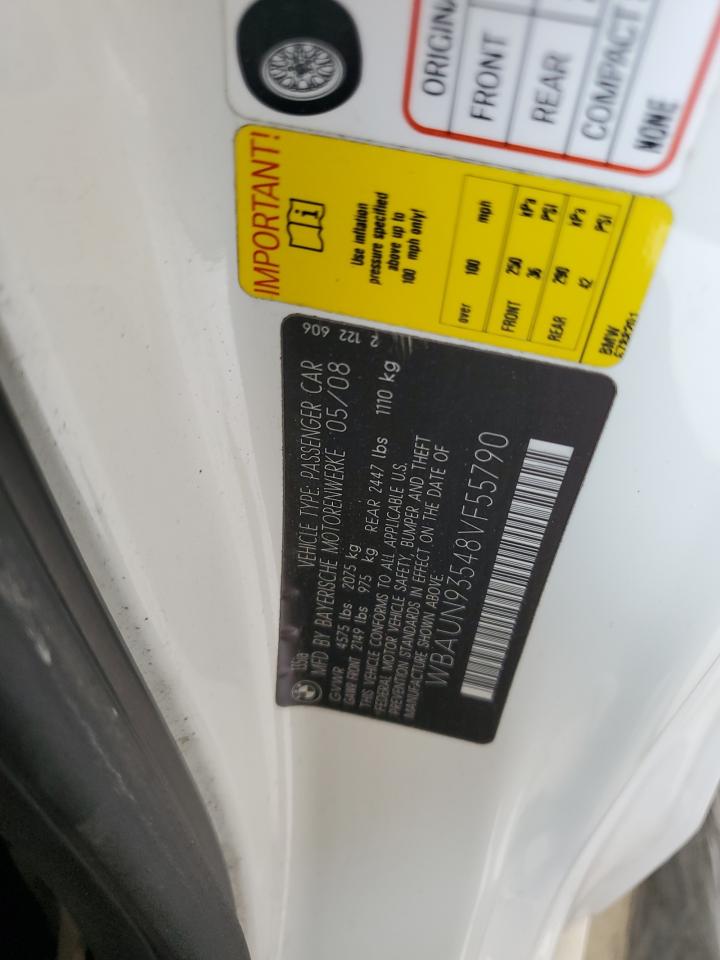 ORIGINA
FRONT
REAR
COMPACT
NONE
IMPORTANT!
Use inflation
pressure specified
above up to
100 mph only!
over 100 mph
FRONT 250 kPa
36 PSI
REAR 290 kPa
42 PSI
BMW
2 122 606
VEHICLE TYPE: PASSENGER CAR
MFD BY BAYERISCHE MOTORENWERKE 05/08
GVWR 4575 lbs 2075 kg
GAWR FRONT 2149 lbs 975 kg REAR 2447 lbs 1110 kg
THIS VEHICLE CONFORMS TO ALL APPLICABLE U.S.
FEDERAL MOTOR VEHICLE SAFETY, BUMPER AND THEFT
PREVENTION STANDARDS IN EFFECT ON THE DATE OF
MANUFACTURE SHOWN ABOVE.
WBAUN93548VF55790